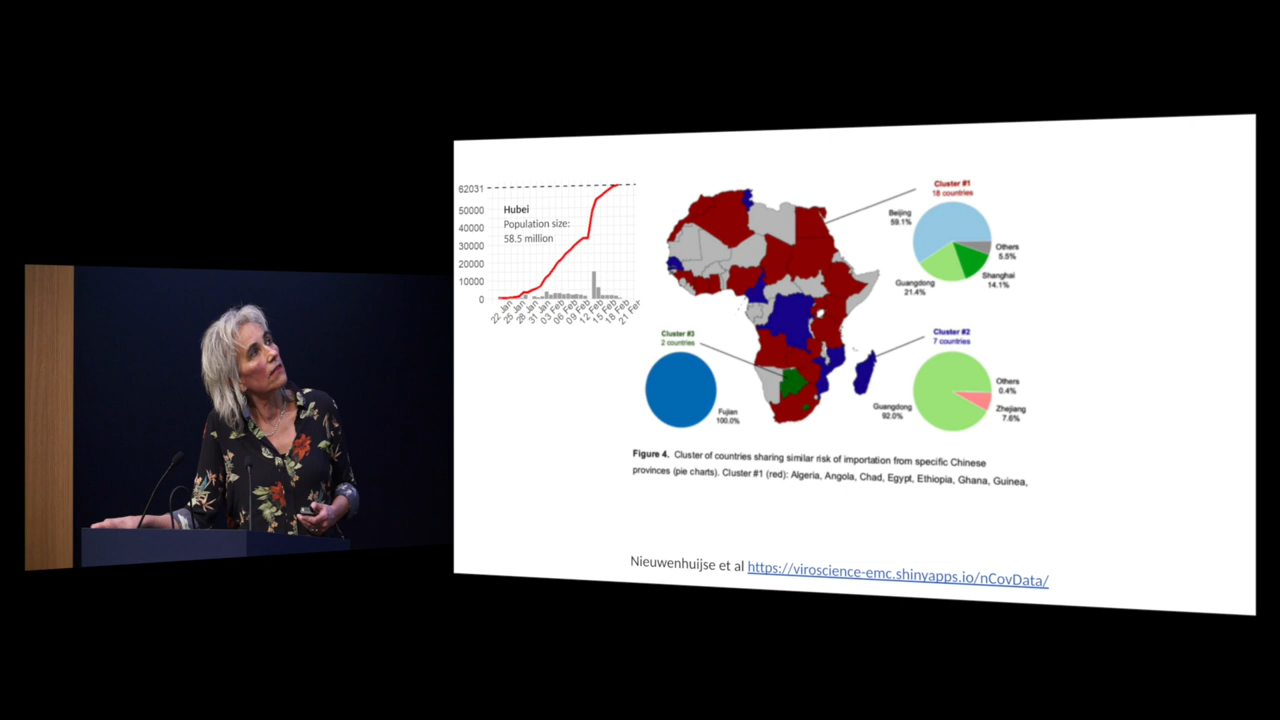 62031
50000
40000
30000
20000
10000
0
Hubei
Population size:
58.5 million
22 Jan
25 Jan
28 Jan
31 Jan
03 Feb
06 Feb
09 Feb
12 Feb
15 Feb
18 Feb
21 Feb
Cluster #1
18 countries
Beijing
59.1%
Others
5.5%
Shanghai
14.1%
Guangdong
21.4%
Cluster #3
2 countries
Fujian
100.0%
Cluster #2
7 countries
Others
0.4%
Zhejiang
7.6%
Guangdong
92.0%
Figure 4. Cluster of countries sharing similar risk of importation from specific Chinese
provinces (pie charts). Cluster #1 (red): Algeria, Angola, Chad, Egypt, Ethiopia, Ghana, Guinea,
Nieuwenhuijse et al https://viroscience-emc.shinyapps.io/nCovData/